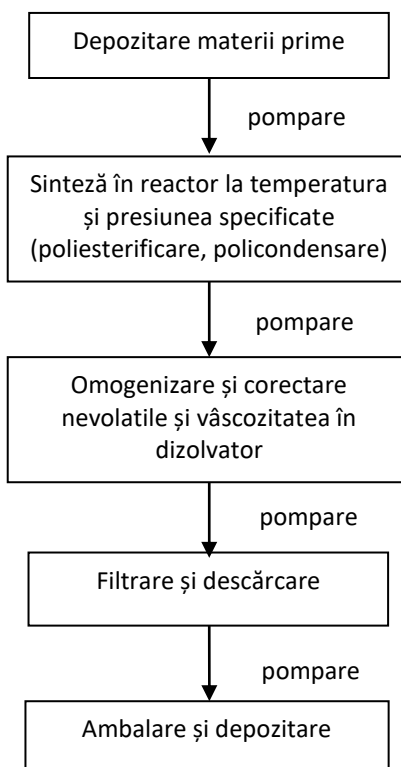 Depozitare materii prime
pompare
Sinteză în reactor la temperatura
și presiunea specificate
(poliesterificare, policondensare)
pompare
Omogenizare și corectare
nevolatile și vâscozitatea în
dizolvator
pompare
Filtrare și descărcare
pompare
Ambalare și depozitare